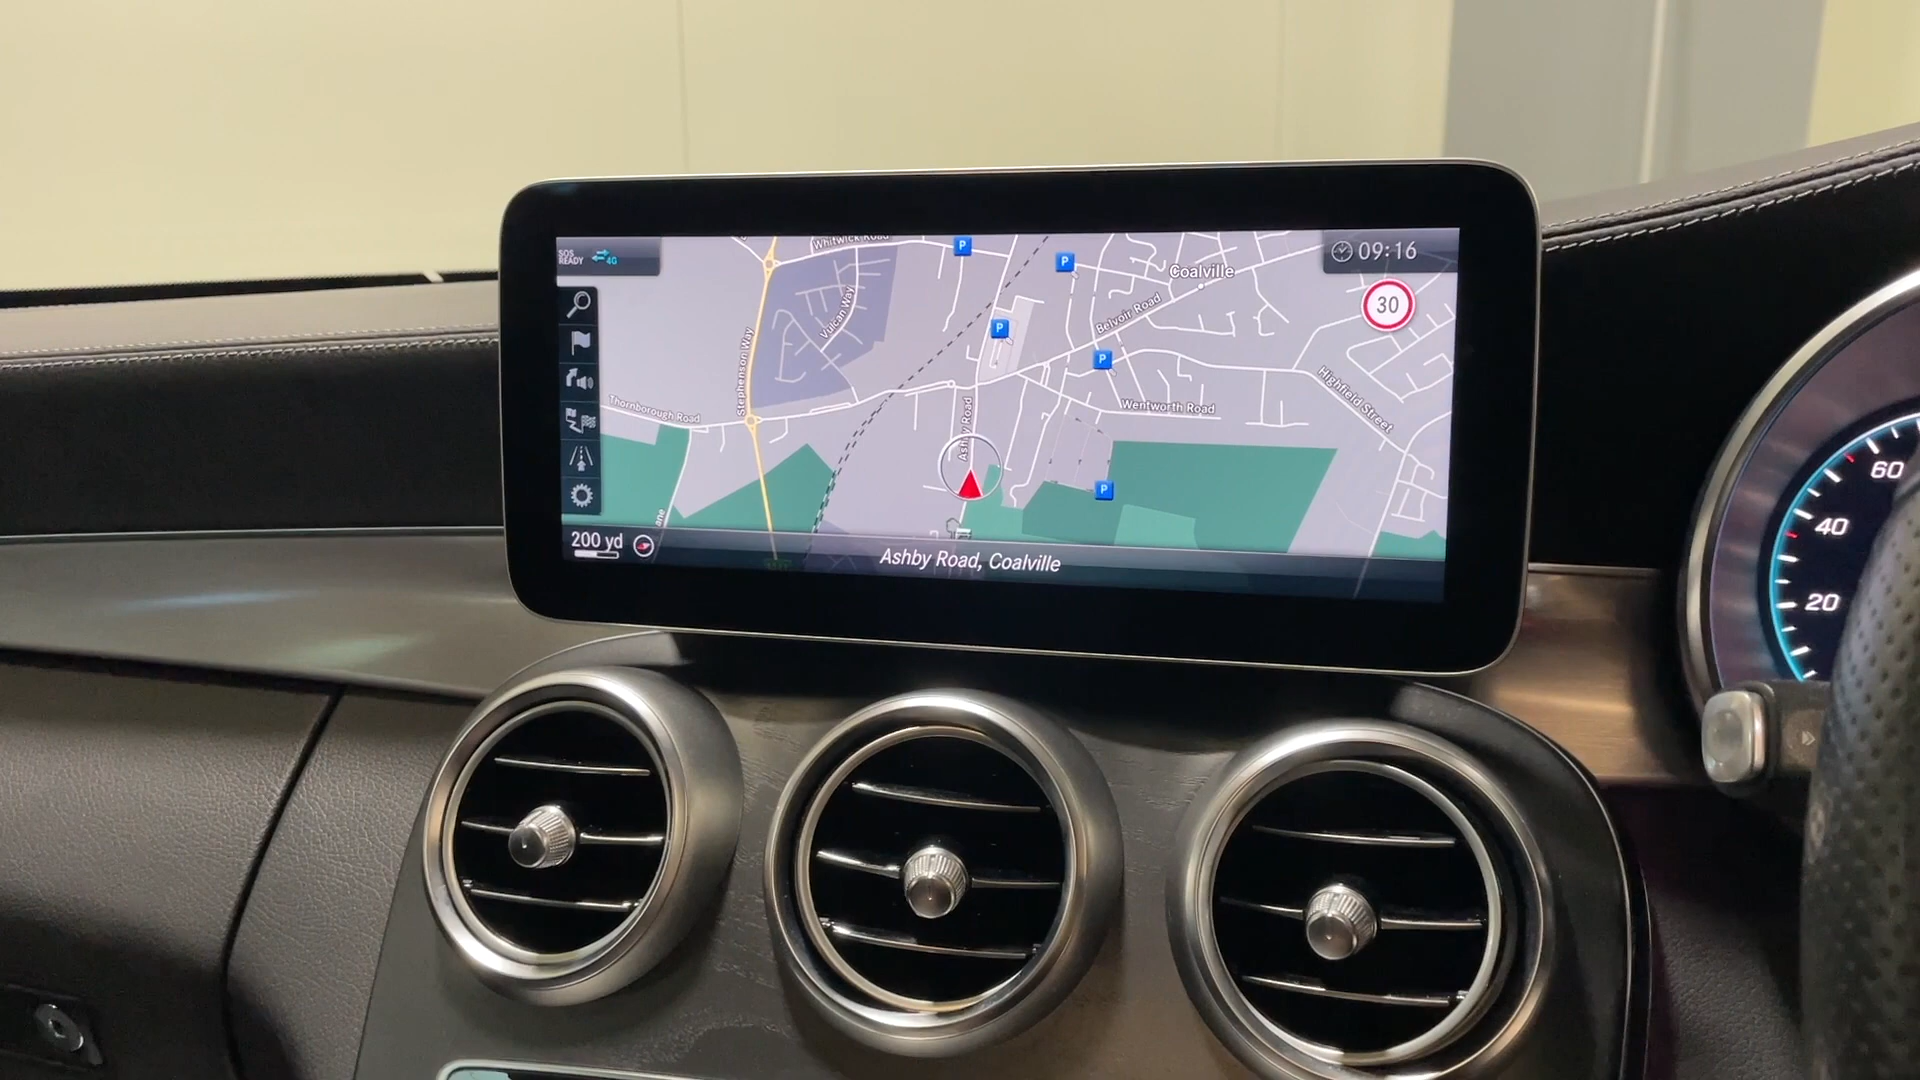 SOS
READY
4G
Whitwick Road
P
P
Coalville
09:16
30
Vulcan Way
P
Belvoir Road
P
Stephenson Way
Highfield Street
Thornborough Road
Wentworth Road
Ashby Road
P
200 yd
Ashby Road, Coalville
60
40
20